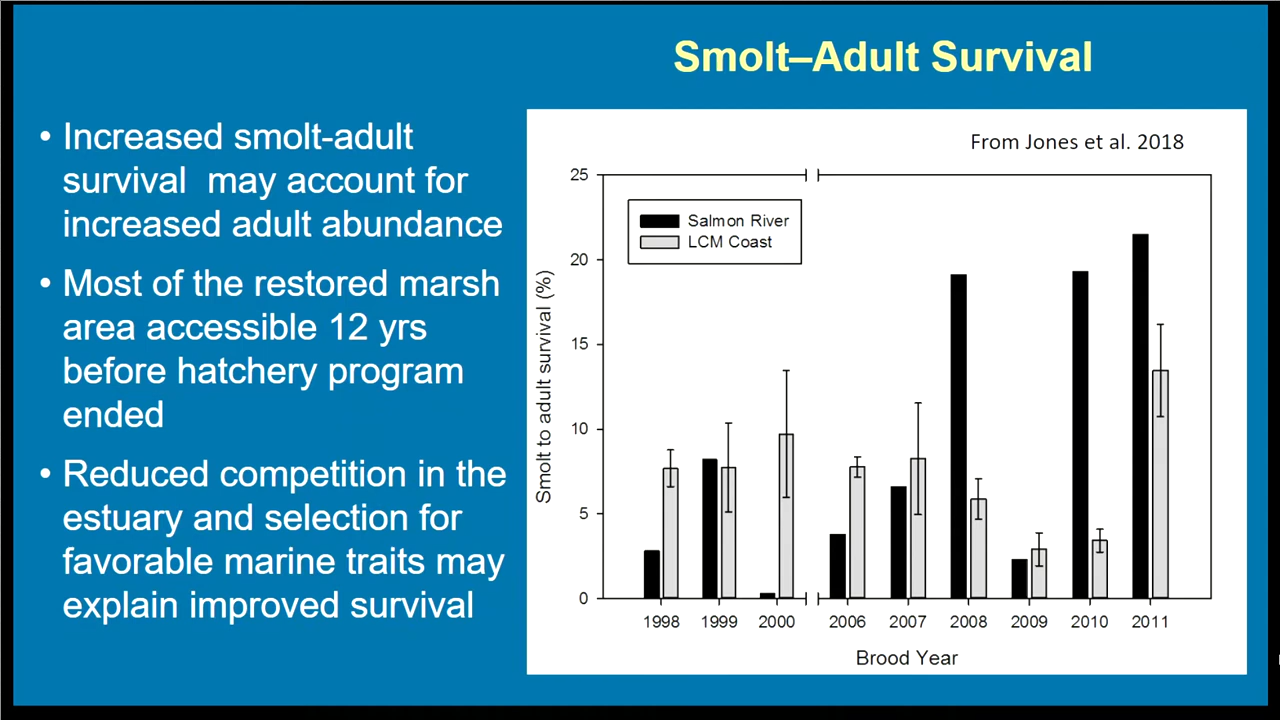 Smolt–Adult Survival
• Increased smolt-adult
survival  may account for
increased adult abundance
• Most of the restored marsh
area accessible 12 yrs
before hatchery program
ended
• Reduced competition in the
estuary and selection for
favorable marine traits may
explain improved survival
From Jones et al. 2018
Smolt to adult survival (%)
25
20
15
10
5
0
Salmon River
LCM Coast
1998 1999 2000 2006 2007 2008 2009 2010 2011
Brood Year